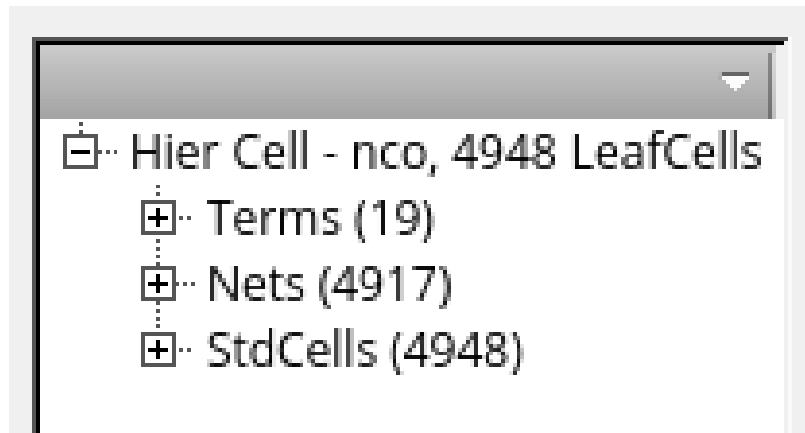 Hier Cell - nco, 4948 LeafCells
Terms (19)
Nets (4917)
StdCells (4948)